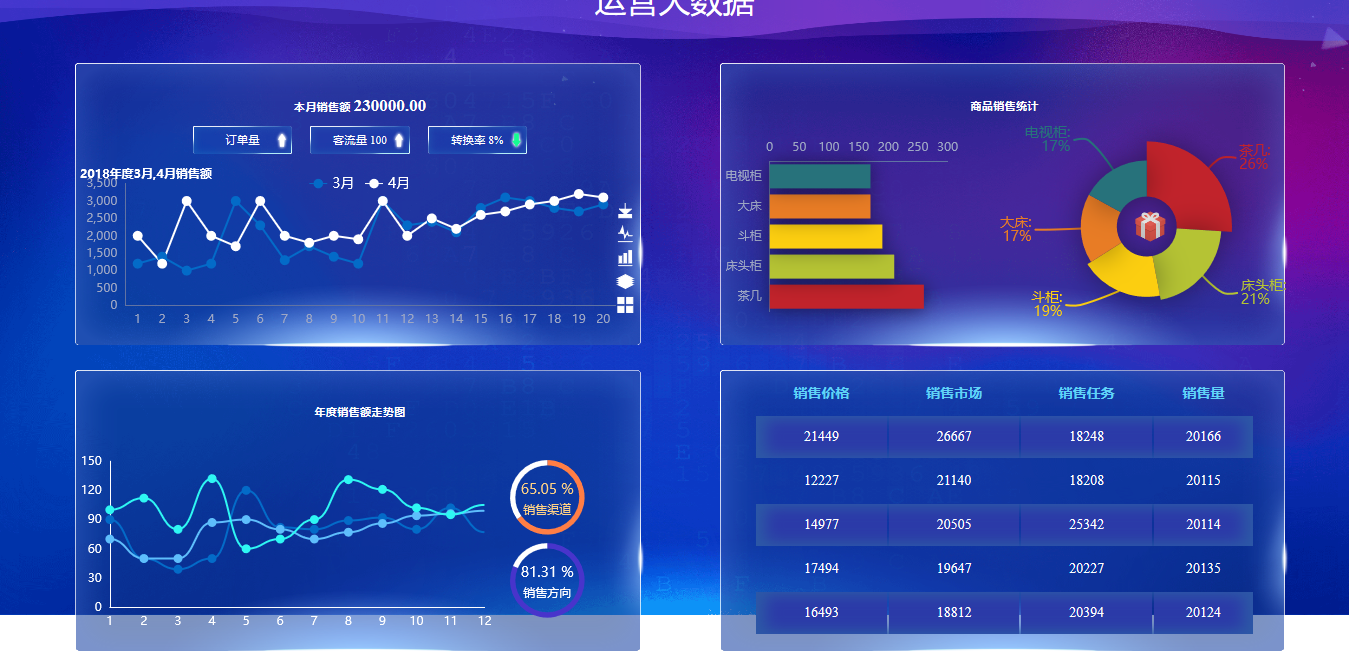 运营大数据
本月销售额 230000.00
订单量
客流量 100
转换率 8%
2018年度3月,4月销售额
3月 4月
3,500
3,000
2,500
2,000
1,500
1,000
500
0
1 2 3 4 5 6 7 8 9 10 11 12 13 14 15 16 17 18 19 20
商品销售统计
0 50 100 150 200 250 300
电视柜
大床
斗柜
床头柜
茶几
电视柜:
17%
茶几:
26%
大床:
17%
斗柜:
19%
床头柜:
21%
年度销售额走势图
150
120
90
60
30
0
1 2 3 4 5 6 7 8 9 10 11 12
65.05 %
销售渠道
81.31 %
销售方向
销售价格 销售市场 销售任务 销售量
21449 26667 18248 20166
12227 21140 18208 20115
14977 20505 25342 20114
17494 19647 20227 20135
16493 18812 20394 20124